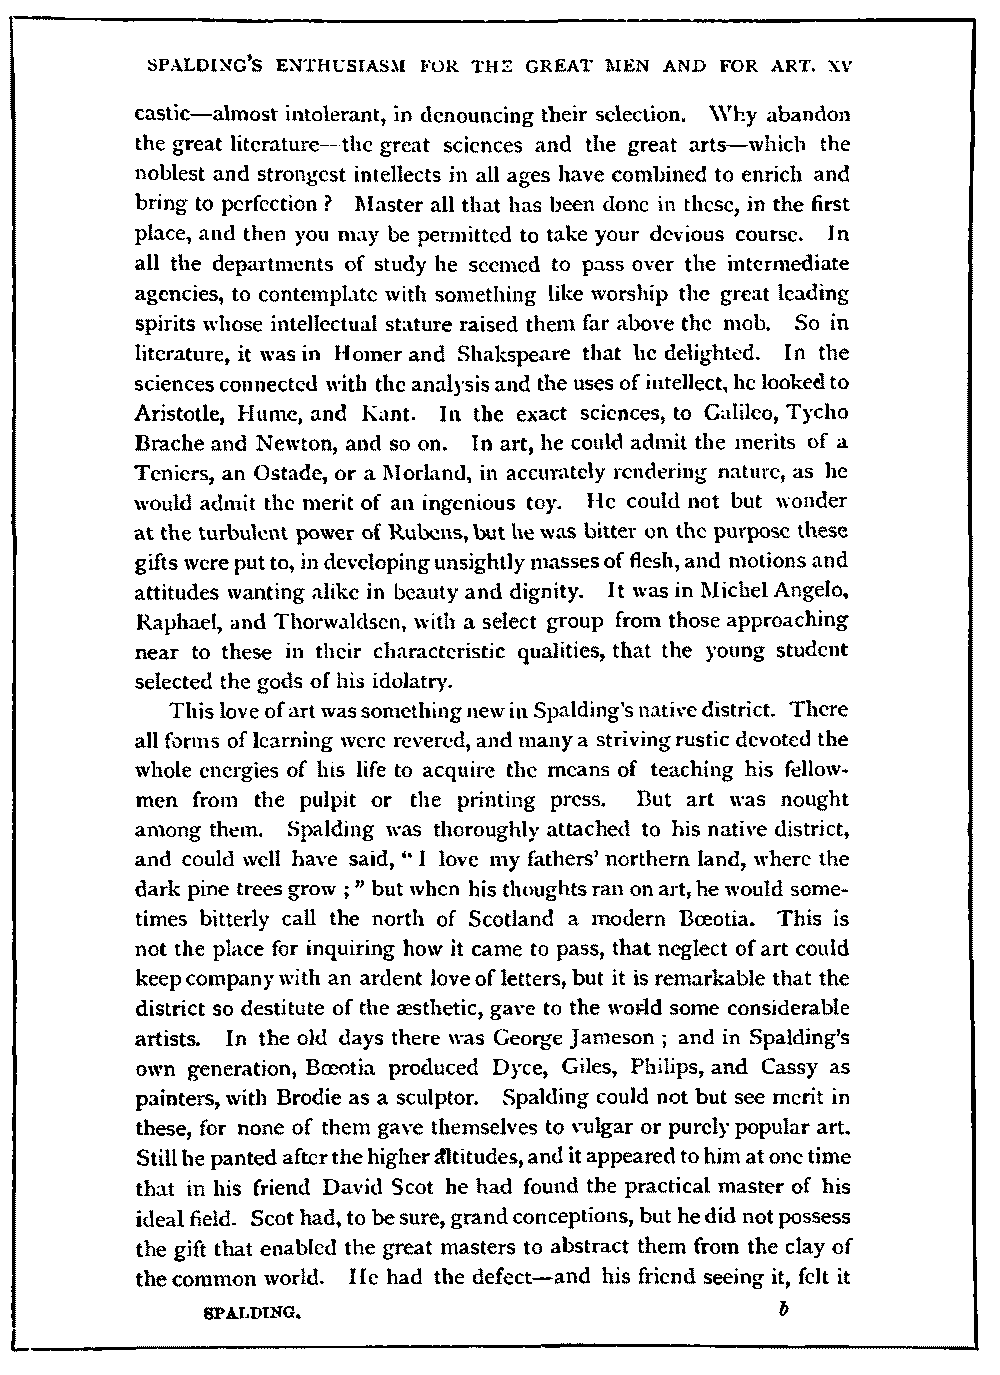 SPALDING'S ENTHUSIASM FOR THE GREAT MEN AND FOR ART. XV
castic—almost intolerant, in denouncing their selection. Why abandon
the great literature—the great sciences and the great arts—which the
noblest and strongest intellects in all ages have combined to enrich and
bring to perfection ? Master all that has been done in these, in the first
place, and then you may be permitted to take your devious course. In
all the departments of study he seemed to pass over the intermediate
agencies, to contemplate with something like worship the great leading
spirits whose intellectual stature raised them far above the mob. So in
literature, it was in Homer and Shakspeare that he delighted. In the
sciences connected with the analysis and the uses of intellect, he looked to
Aristotle, Hume, and Kant. In the exact sciences, to Galileo, Tycho
Brache and Newton, and so on. In art, he could admit the merits of a
Teniers, an Ostade, or a Morland, in accurately rendering nature, as he
would admit the merit of an ingenious toy. He could not but wonder
at the turbulent power of Rubens, but he was bitter on the purpose these
gifts were put to, in developing unsightly masses of flesh, and motions and
attitudes wanting alike in beauty and dignity. It was in Michel Angelo,
Raphael, and Thorwaldsen, with a select group from those approaching
near to these in their characteristic qualities, that the young student
selected the gods of his idolatry.
This love of art was something new in Spalding's native district. There
all forms of learning were revered, and many a striving rustic devoted the
whole energies of his life to acquire the means of teaching his fellow-
men from the pulpit or the printing press. But art was nought
among them. Spalding was thoroughly attached to his native district,
and could well have said, "I love my fathers' northern land, where the
dark pine trees grow ;" but when his thoughts ran on art, he would some-
times bitterly call the north of Scotland a modern Bœotia. This is
not the place for inquiring how it came to pass, that neglect of art could
keep company with an ardent love of letters, but it is remarkable that the
district so destitute of the æsthetic, gave to the world some considerable
artists. In the old days there was George Jameson ; and in Spalding's
own generation, Bœotia produced Dyce, Giles, Philips, and Cassy as
painters, with Brodie as a sculptor. Spalding could not but see merit in
these, for none of them gave themselves to vulgar or purely popular art.
Still he panted after the higher altitudes, and it appeared to him at one time
that in his friend David Scot he had found the practical master of his
ideal field. Scot had, to be sure, grand conceptions, but he did not possess
the gift that enabled the great masters to abstract them from the clay of
the common world. He had the defect—and his friend seeing it, felt it
SPALDING. b